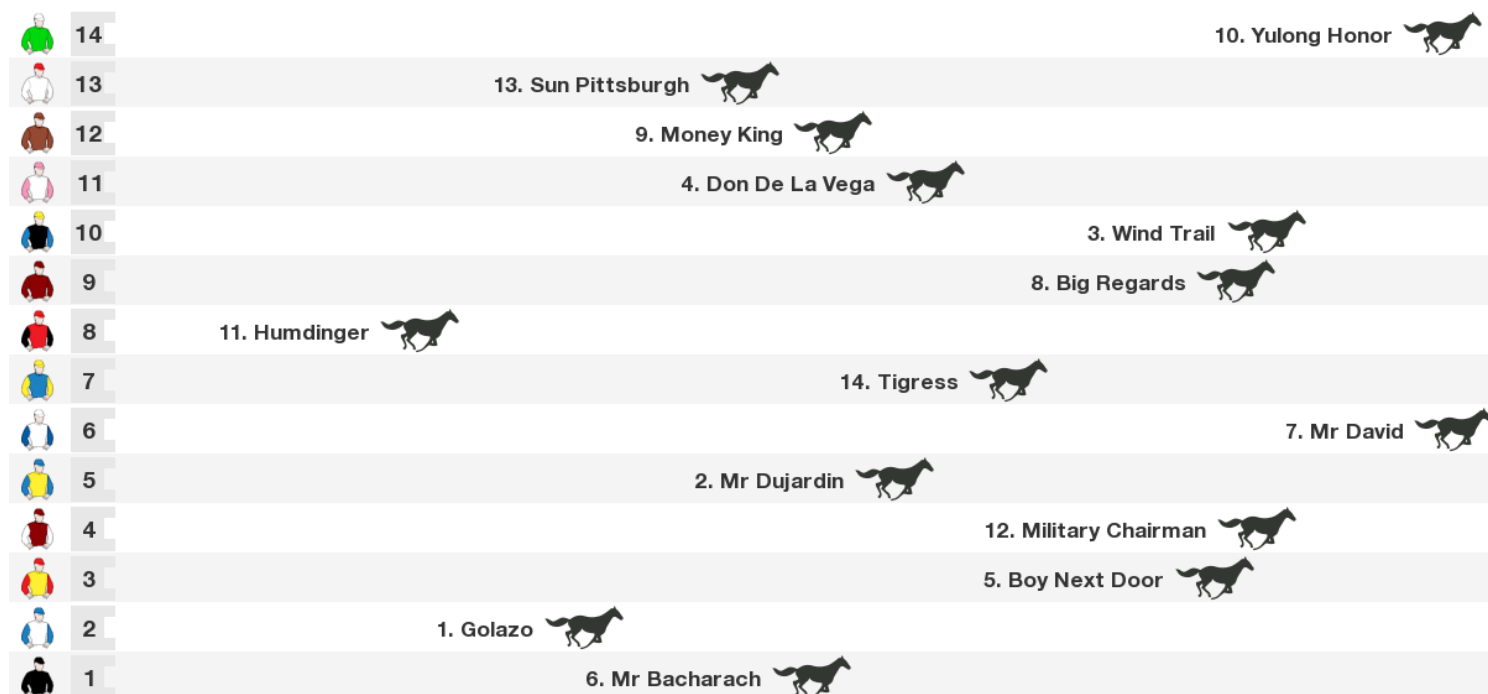 14 10. Yulong Honor
13 13. Sun Pittsburgh
12 9. Money King
11 4. Don De La Vega
10 3. Wind Trail
9 8. Big Regards
8 11. Humdinger
7 14. Tigress
6 7. Mr David
5 2. Mr Dujardin
4 12. Military Chairman
3 5. Boy Next Door
2 1. Golazo
1 6. Mr Bacharach